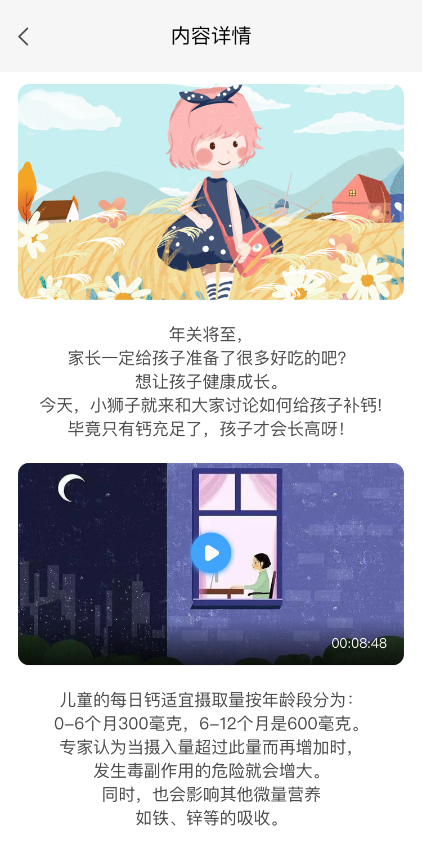 内容详情
年关将至，
家长一定给孩子准备了很多好吃的吧？
想让孩子健康成长。
今天，小狮子就来和大家讨论如何给孩子补钙！
毕竟只有钙充足了，孩子才会长高呀！
00:08:48
儿童的每日钙适宜摄取量按年龄段分为：
0-6个月300毫克，6-12个月是600毫克。
专家认为当摄入量超过此量而再增加时，
发生毒副作用的危险就会增大。
同时，也会影响其他微量营养
如铁、锌等的吸收。